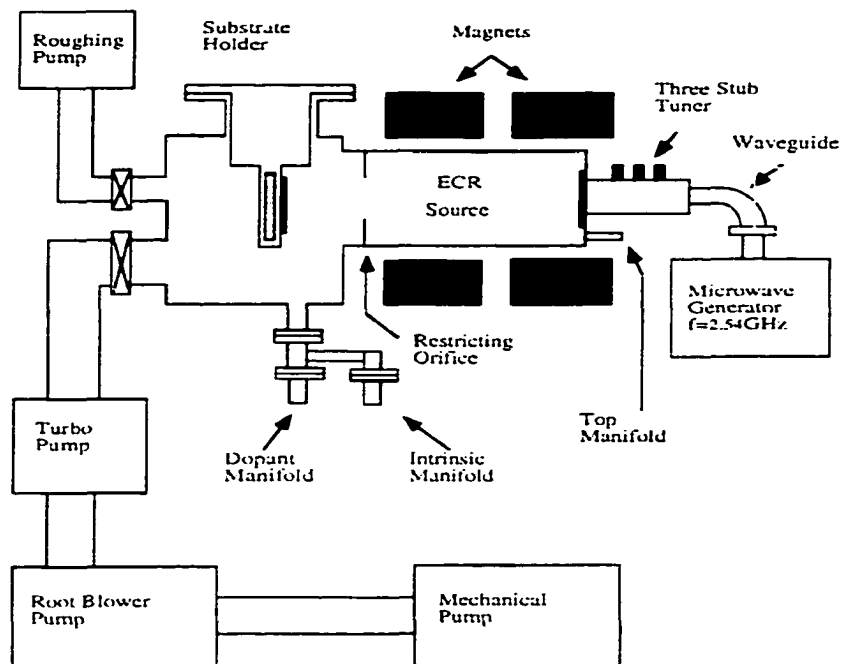 Substrate
Holder
Magnets
Roughing
Pump
Three Stub
Tuner
Waveguide
ECR
Source
Microwave
Generator
f=2.54GHz
Restricting
Orifice
Turbo
Pump
Dopant
Manifold
Intrinsic
Manifold
Top
Manifold
Root Blower
Pump
Mechanical
Pump